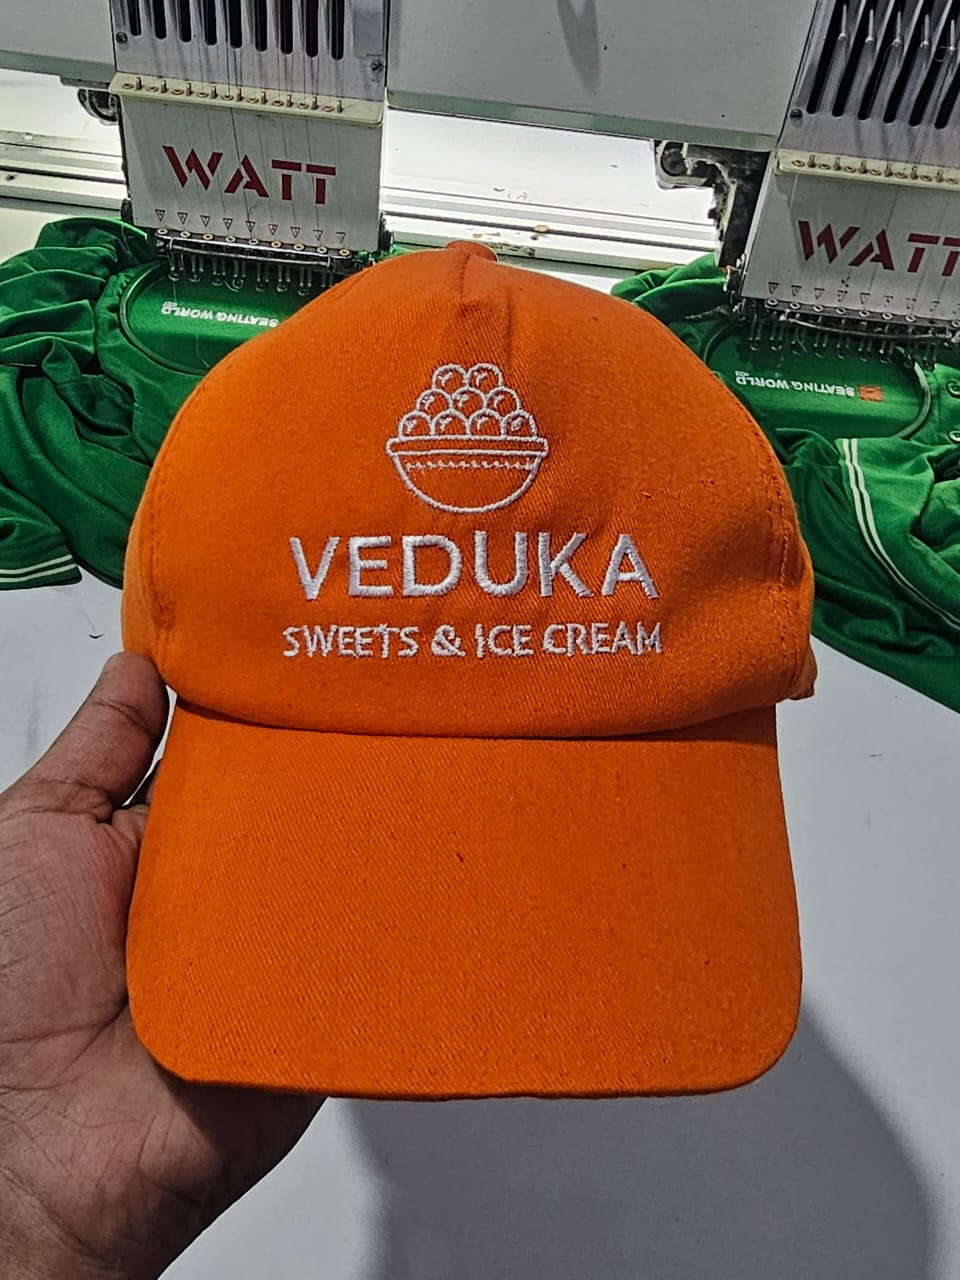 WATT
WATT
SEATING WORLD
SEATING WORLD
VEDUKA
SWEETS & ICE CREAM